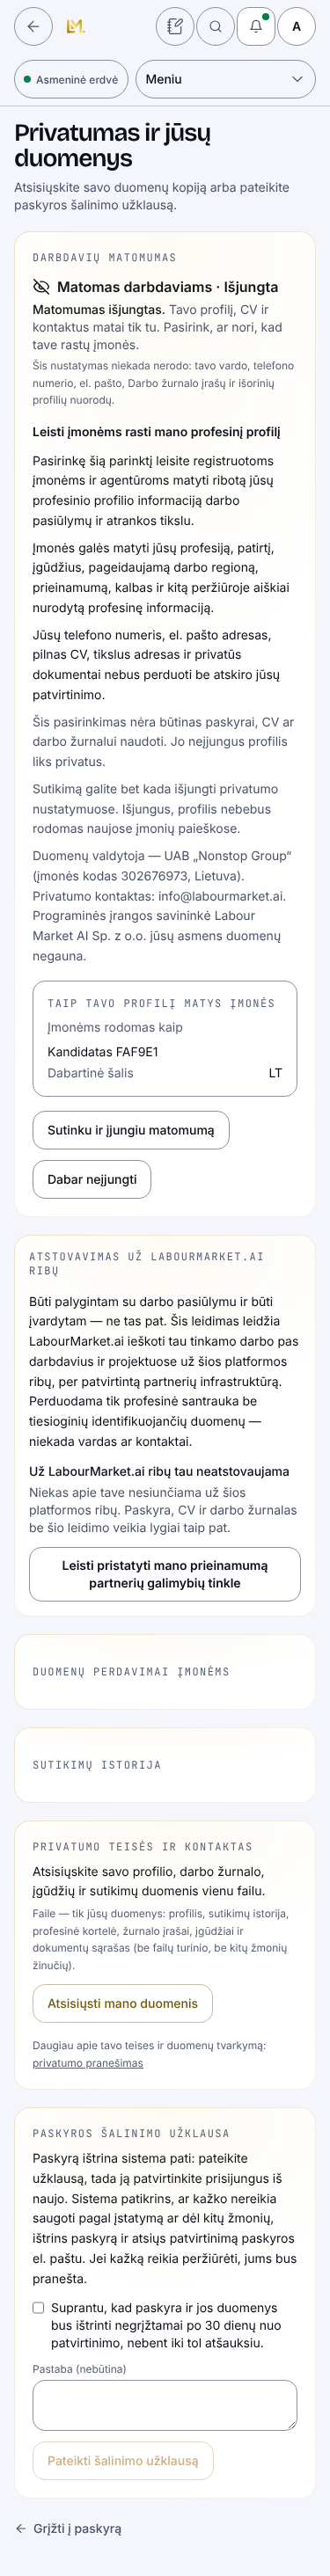 LM.
A
Asmeninė erdvė
Meniu
Privatumas ir jūsų
duomenys
Atsisiųskite savo duomenų kopiją arba pateikite
paskyros šalinimo užklausą.
DARBDAVIŲ MATOMUMAS
Matomas darbdaviams · Išjungta
Matomumas išjungtas. Tavo profilį, CV ir
kontaktus matai tik tu. Pasirink, ar nori, kad
tave rastų įmonės.
Šis nustatymas niekada nerodo: tavo vardo, telefono
numerio, el. pašto, Darbo žurnalo įrašų ir išorinių
profilių nuorodų.
Leisti įmonėms rasti mano profesinį profilį
Pasirinkę šią parinktį leisite registruotoms
įmonėms ir agentūroms matyti ribotą jūsų
profesinio profilio informaciją darbo
pasiūlymų ir atrankos tikslu.
Įmonės galės matyti jūsų profesiją, patirtį,
įgūdžius, pageidaujamą darbo regioną,
prieinamumą, kalbas ir kitą peržiūroje aiškiai
nurodytą profesinę informaciją.
Jūsų telefono numeris, el. pašto adresas,
pilnas CV, tikslus adresas ir privatūs
dokumentai nebus perduoti be atskiro jūsų
patvirtinimo.
Šis pasirinkimas nėra būtinas paskyrai, CV ar
darbo žurnalui naudoti. Jo neįjungus profilis
liks privatus.
Sutikimą galite bet kada išjungti privatumo
nustatymuose. Išjungus, profilis nebebus
rodomas naujose įmonių paieškose.
Duomenų valdytoja — UAB „Nonstop Group“
(įmonės kodas 302676973, Lietuva).
Privatumo kontaktas: info@labourmarket.ai.
Programinės įrangos savininkė Labour
Market AI Sp. z o.o. jūsų asmens duomenų
negauna.
TAIP TAVO PROFILĮ MATYS ĮMONĖS
Įmonėms rodomas kaip
Kandidatas FAF9E1
Dabartinė šalis LT
Sutinku ir įjungiu matomumą
Dabar neįjungti
ATSTOVAVIMAS UŽ LABOURMARKET.AI
RIBŲ
Būti palygintam su darbo pasiūlymu ir būti
įvardytam — ne tas pat. Šis leidimas leidžia
LabourMarket.ai ieškoti tau tinkamo darbo pas
darbdavius ir projektuose už šios platformos
ribų, per patvirtintą partnerių infrastruktūrą.
Perduodama tik profesinė santrauka be
tiesioginių identifikuojančių duomenų —
niekada vardas ar kontaktai.
Už LabourMarket.ai ribų tau neatstovaujama
Niekas apie tave nesiunčiama už šios
platformos ribų. Paskyra, CV ir darbo žurnalas
be šio leidimo veikia lygiai taip pat.
Leisti pristatyti mano prieinamumą
partnerių galimybių tinkle
DUOMENŲ PERDAVIMAI ĮMONĖMS
SUTIKIMŲ ISTORIJA
PRIVATUMO TEISĖS IR KONTAKTAS
Atsisiųskite savo profilio, darbo žurnalo,
įgūdžių ir sutikimų duomenis vienu failu.
Faile — tik jūsų duomenys: profilis, sutikimų istorija,
profesinė kortelė, žurnalo įrašai, įgūdžiai ir
dokumentų sąrašas (be failų turinio, be kitų žmonių
žinučių).
Atsisiųsti mano duomenis
Daugiau apie tavo teises ir duomenų tvarkymą:
privatumo pranešimas
PASKYROS ŠALINIMO UŽKLAUSA
Paskyrą ištrina sistema pati: pateikite
užklausą, tada ją patvirtinkite prisijungus iš
naujo. Sistema patikrins, ar kažko nereikia
saugoti pagal įstatymą ar dėl kitų žmonių,
ištrins paskyrą ir atsiųs patvirtinimą paskyros
el. paštu. Jei kažką reikia peržiūrėti, jums bus
pranešta.
Suprantu, kad paskyra ir jos duomenys
bus ištrinti negrįžtamai po 30 dienų nuo
patvirtinimo, nebent iki tol atšauksiu.
Pastaba (nebūtina)
Pateikti šalinimo užklausą
Grįžti į paskyrą